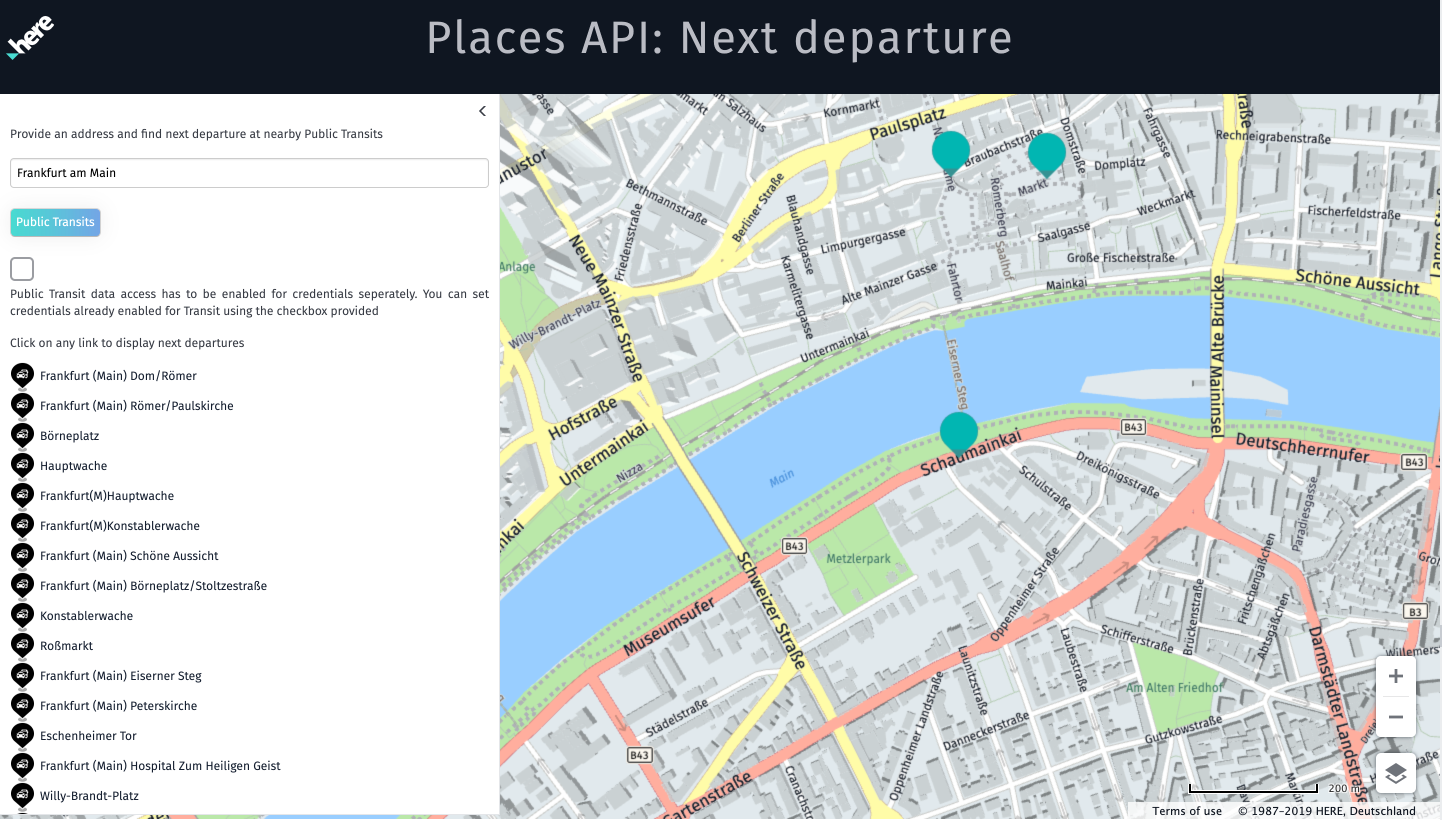 here
Places API: Next departure
<
Provide an address and find next departure at nearby Public Transits
Frankfurt am Main
Public Transits
Public Transit data access has to be enabled for credentials seperately. You can set
credentials already enabled for Transit using the checkbox provided
Click on any link to display next departures
Frankfurt (Main) Dom/Römer
Frankfurt (Main) Römer/Paulskirche
Börneplatz
Hauptwache
Frankfurt(M)Hauptwache
Frankfurt(M)Konstablerwache
Frankfurt (Main) Schöne Aussicht
Frankfurt (Main) Börneplatz/Stoltzestraße
Konstablerwache
Roßmarkt
Frankfurt (Main) Eiserner Steg
Frankfurt (Main) Peterskirche
Eschenheimer Tor
Frankfurt (Main) Hospital Zum Heiligen Geist
Willy-Brandt-Platz
Kornmarkt
Paulsplatz
Braubachstraße
Domstraße
Fahrgasse
Rechneigrabenstraße
Domplatz
Markt
Bethmannstraße
Berliner Straße
Friedensstraße
Blauhandgasse
Römerberg
Saalhof
Weckmarkt
Fischerfeldstraße
Limpurgergasse
Saalgasse
Große Fischerstraße
Anlage
Neue Mainzer Straße
Karmelitergasse
Alte Mainzer Gasse
Fahrtor
Mainkai
Schöne Aussicht
Willy-Brandt-Platz
Untermainkai
Eiserner Steg
Alte Brücke
Maininsel
Hofstraße
Untermainkai
Nizza
Main
Schaumainkai
B43
Deutschherrnufer
B43
Dreikönigsstraße
Schulstraße
Paradiesgasse
B43
Metzlerpark
Schweizer Straße
Museumsufer
Oppenheimer Straße
Fritschengäßchen
Brückenstraße
Abtsgäßchen
B3
Schifferstraße
Laubestraße
Launitzstraße
Darmstädter Landstraße
Willemers
Am Alten Friedhof
Städelstraße
Oppenheimer Landstraße
Danneckerstraße
Gutzkowstraße
B43
Gartenstraße
+
−
200 m
Terms of use
© 1987–2019 HERE, Deutschland